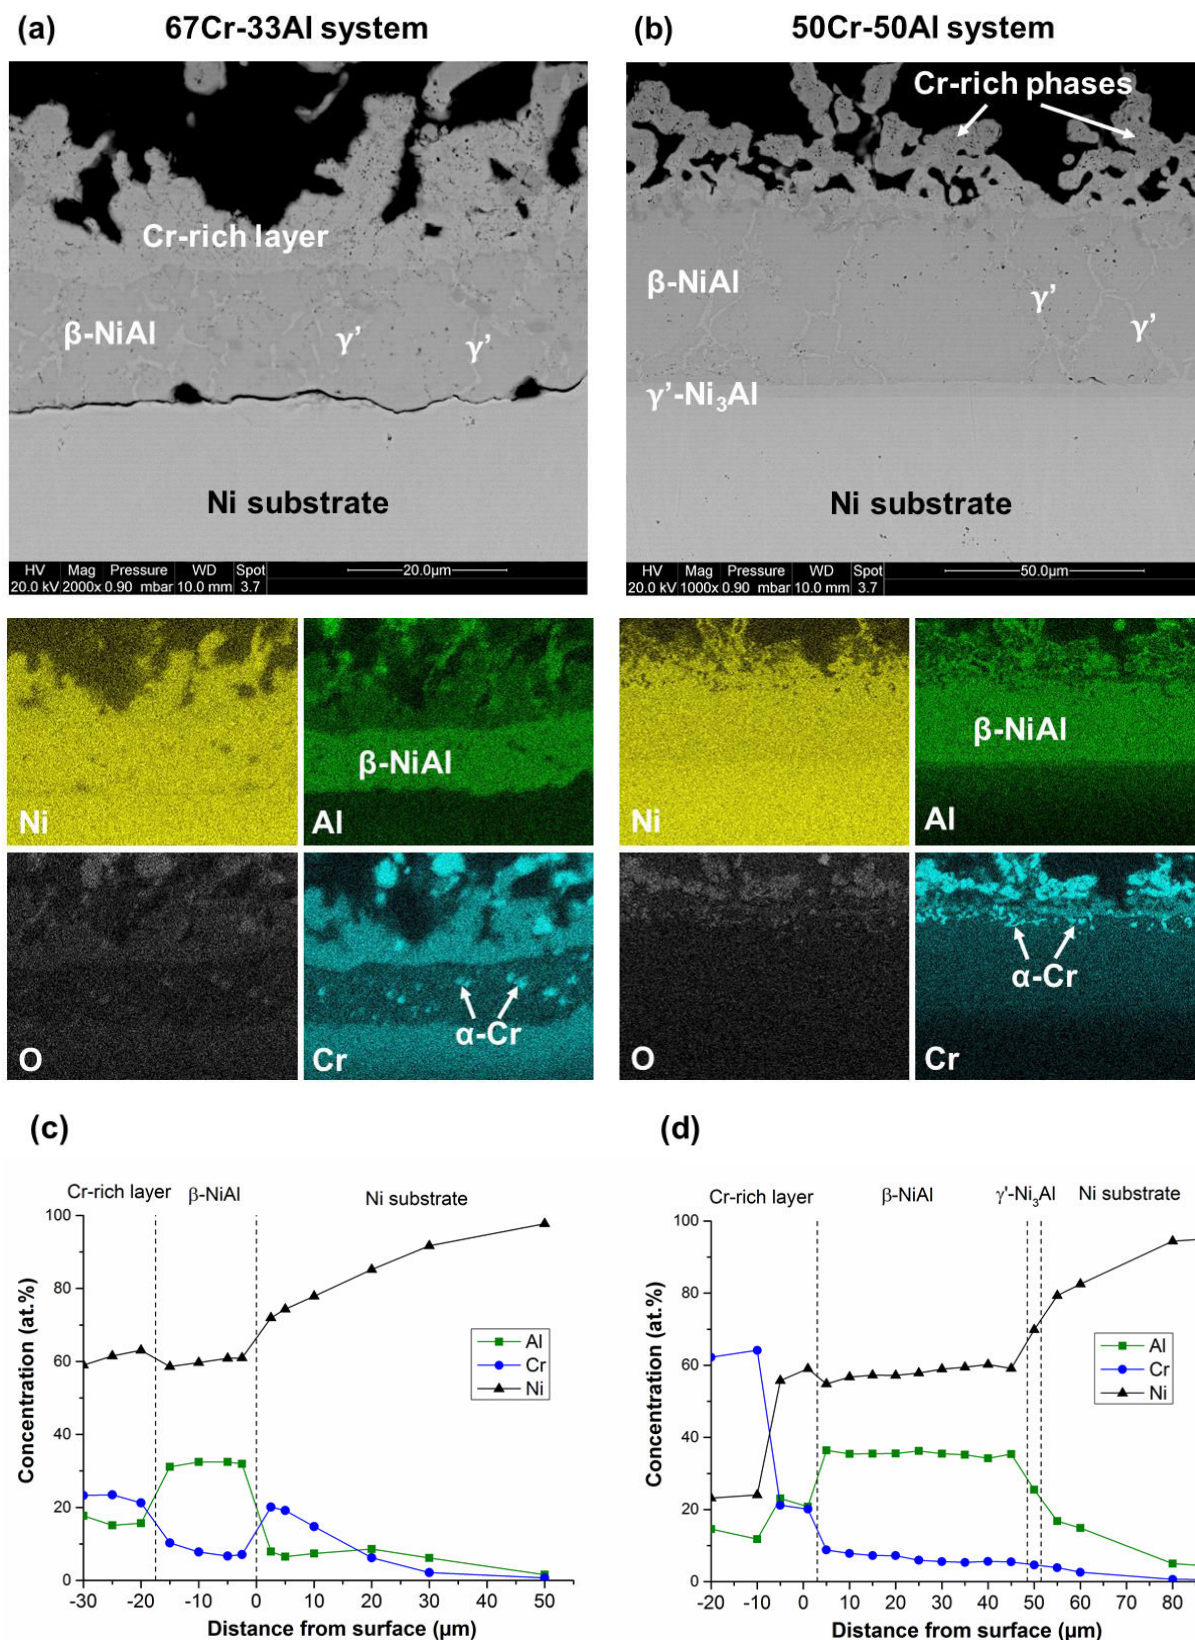 (a) 67Cr-33Al system
Cr-rich layer
β-NiAl
γ'
γ'
Ni substrate
HV Mag Pressure WD Spot
20.0 kV 2000x 0.90 mbar 10.0 mm 3.7 20.0µm
(b) 50Cr-50Al system
Cr-rich phases
β-NiAl
γ'
γ'
γ'-Ni₃Al
Ni substrate
HV Mag Pressure WD Spot
20.0 kV 1000x 0.90 mbar 10.0 mm 3.7 50.0µm
Ni
β-NiAl
Al
O
α-Cr
Cr
Ni
β-NiAl
Al
O
α-Cr
Cr
(c)
Cr-rich layer β-NiAl Ni substrate
Concentration (at.%)
100
80
60
40
20
0
Al
Cr
Ni
-30 -20 -10 0 10 20 30 40 50
Distance from surface (µm)
(d)
Cr-rich layer β-NiAl γ'-Ni₃Al Ni substrate
Concentration (at.%)
100
80
60
40
20
0
Al
Cr
Ni
-20 -10 0 10 20 30 40 50 60 70 80
Distance from surface (µm)